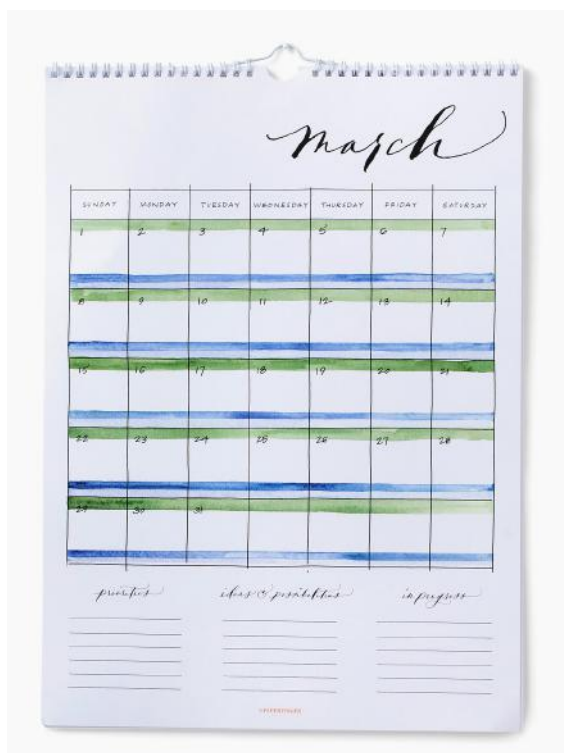 march
SUNDAY MONDAY TUESDAY WEDNESDAY THURSDAY FRIDAY SATURDAY
1 2 3 4 5 6 7
8 9 10 11 12 13 14
15 16 17 18 19 20 21
22 23 24 25 26 27 28
29 30 31
priorities ideas & possibilities in progress